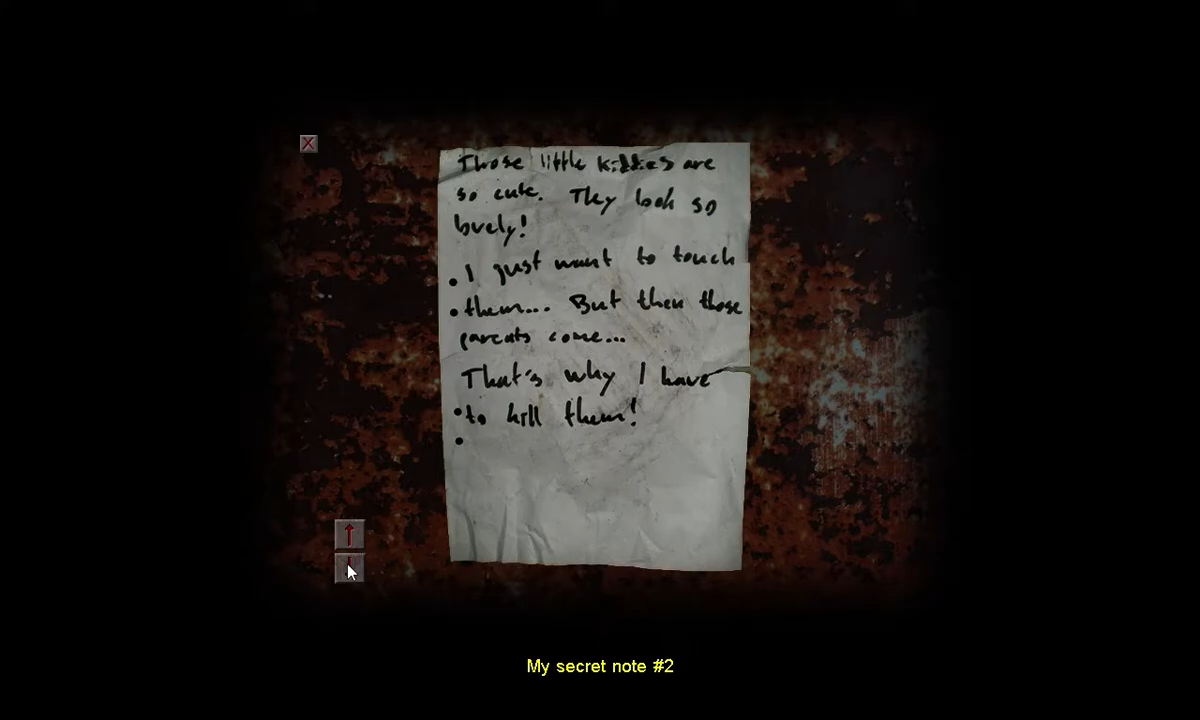 Those little kiddies are
so cute. They look so
lovely!
I just want to touch
them... But then those
parents come...
That's why I have
to kill them!
My secret note #2